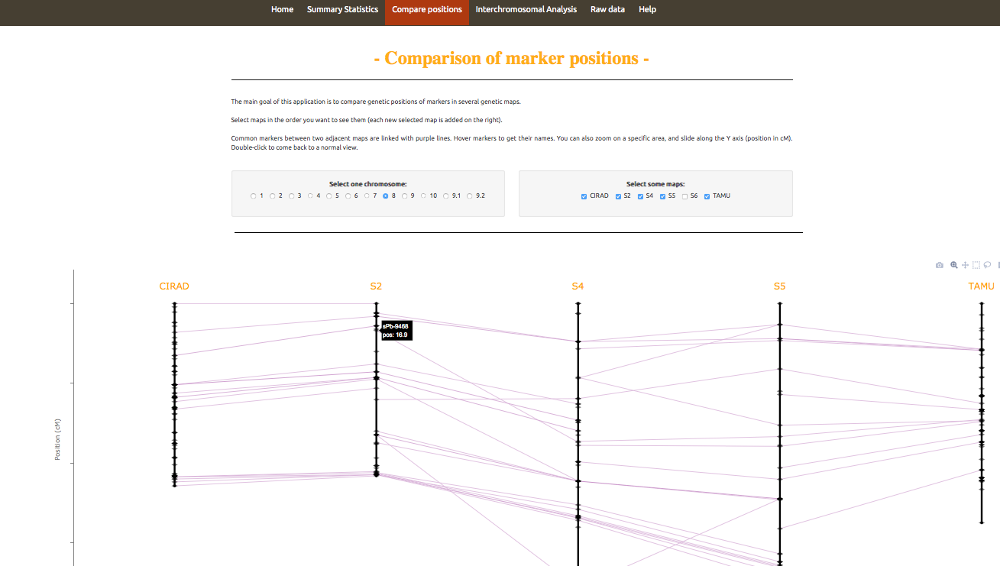 Home Summary Statistics Compare positions Interchromosomal Analysis Raw data Help
- Comparison of marker positions -
The main goal of this application is to compare genetic positions of markers in several genetic maps.
Select maps in the order you want to see them (each new selected map is added on the right).
Common markers between two adjacent maps are linked with purple lines. Hover markers to get their names. You can also zoom on a specific area, and slide along the Y axis (position in cM).
Double-click to come back to a normal view.
Select one chromosome:
1 2 3 4 5 6 7 8 9 10 9.1 9.2
Select some maps:
CIRAD S2 S4 S5 S6 TAMU
CIRAD S2 S4 S5 TAMU
sPb-9468
pos: 16.9
Position (cM)